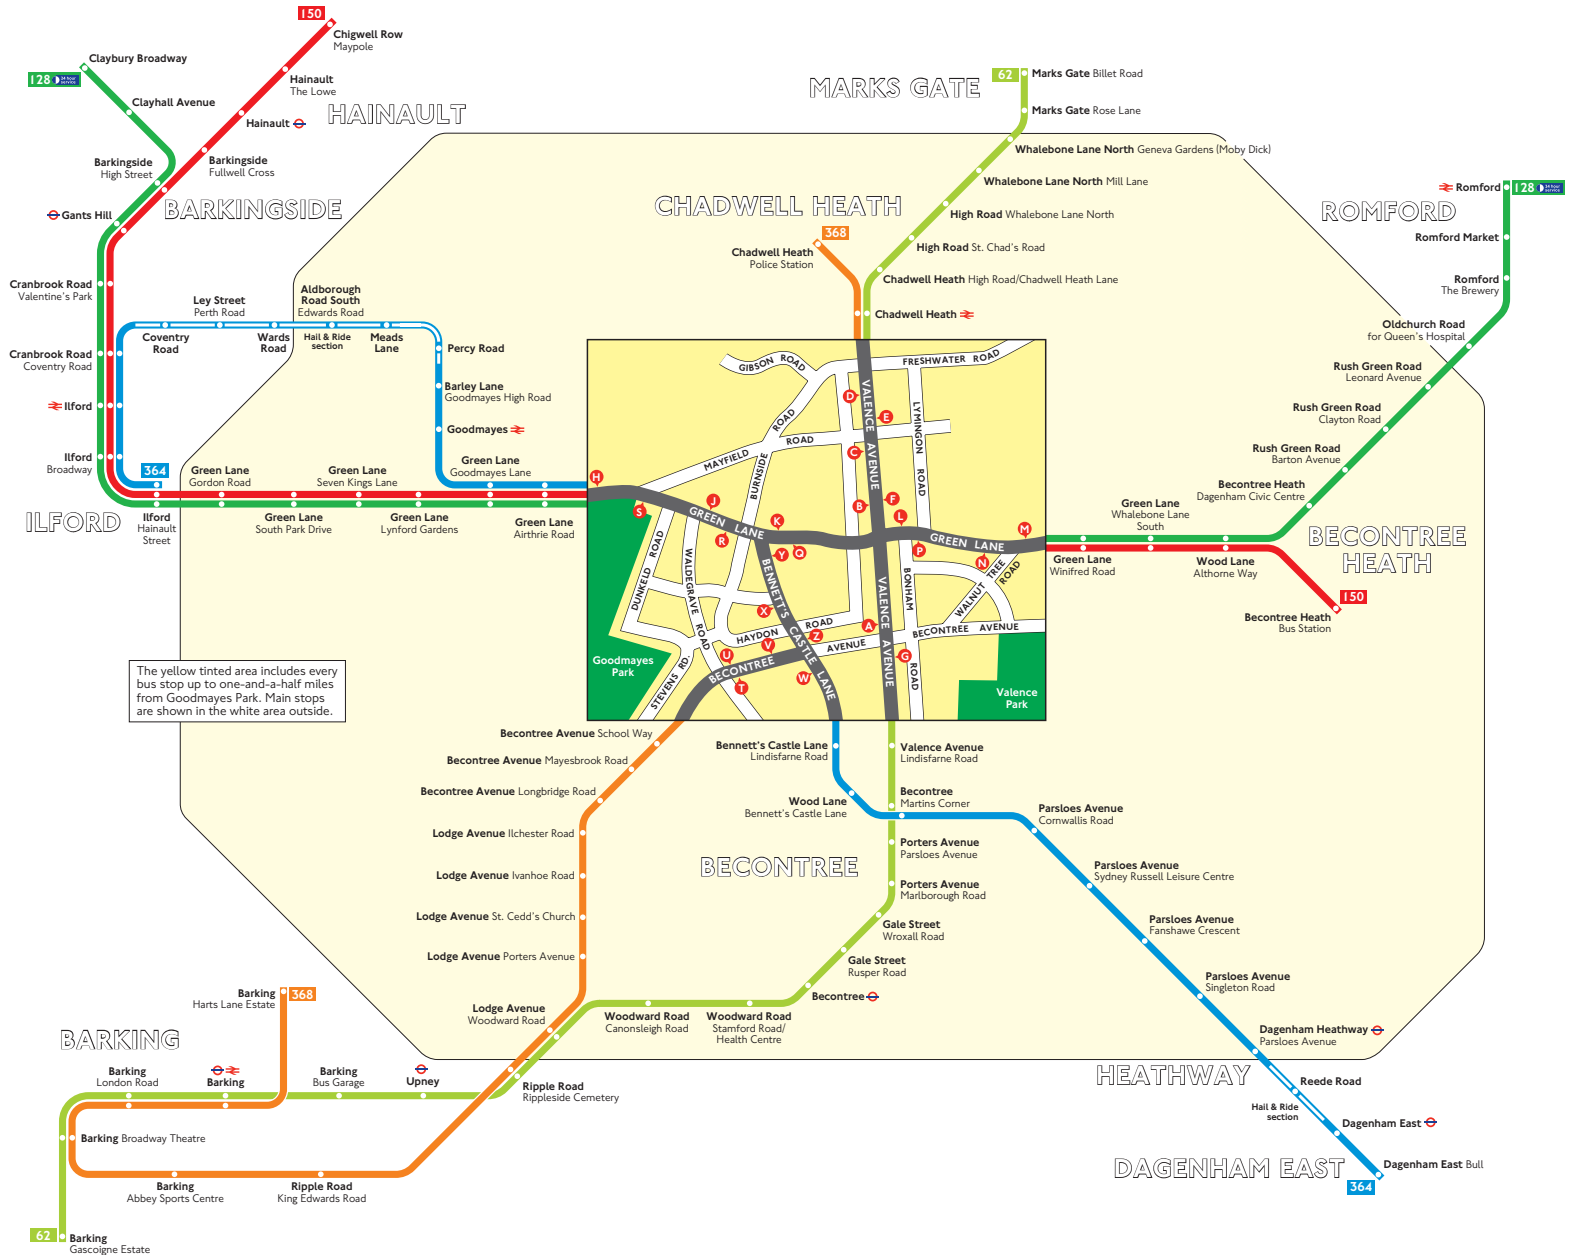 150
Chigwell Row
Maypole
Hainault
The Lowe
Hainault
HAINAULT
Claybury Broadway
128
24 hour
service
Clayhall Avenue
Barkingside
High Street
Barkingside
Fullwell Cross
BARKINGSIDE
Gants Hill
Cranbrook Road
Valentine's Park
Cranbrook Road
Coventry Road
Ilford
Ilford
Broadway
ILFORD
364
Ilford
Hainault
Street
Ley Street
Perth Road
Coventry
Road
Wards
Road
Aldborough
Road South
Edwards Road
Hail & Ride
section
Meads
Lane
Percy Road
Barley Lane
Goodmayes High Road
Goodmayes
Green Lane
Goodmayes Lane
Green Lane
Gordon Road
Green Lane
Seven Kings Lane
Green Lane
South Park Drive
Green Lane
Lynford Gardens
Green Lane
Airthrie Road
MARKS GATE
62
Marks Gate Billet Road
Marks Gate Rose Lane
Whalebone Lane North Geneva Gardens (Moby Dick)
Whalebone Lane North Mill Lane
High Road Whalebone Lane North
High Road St. Chad's Road
Chadwell Heath High Road/Chadwell Heath Lane
Chadwell Heath
CHADWELL HEATH
368
Chadwell Heath
Police Station
Romford
128
24 hour
service
ROMFORD
Romford Market
Romford
The Brewery
Oldchurch Road
for Queen's Hospital
Rush Green Road
Leonard Avenue
Rush Green Road
Clayton Road
Rush Green Road
Barton Avenue
Becontree Heath
Dagenham Civic Centre
Green Lane
Whalebone Lane
South
Green Lane
Winifred Road
Wood Lane
Althorne Way
BECONTREE
HEATH
150
Becontree Heath
Bus Station
GIBSON ROAD
FRESHWATER ROAD
VALENCE AVENUE
LYMINGON ROAD
MAYFIELD ROAD
BURNSIDE ROAD
GREEN LANE
GREEN LANE
DUNKELD ROAD
WALDEGRAVE ROAD
BENNETT'S CASTLE LANE
VALENCE AVENUE
BONHAM ROAD
WALNUT TREE ROAD
HAYDON ROAD
BECONTREE AVENUE
BECONTREE AVENUE
STEVENS RD.
D
E
C
B
F
L
M
H
S
J
R
K
Y
Q
P
N
X
Z
A
G
V
U
T
W
Goodmayes
Park
Valence
Park
The yellow tinted area includes every
bus stop up to one-and-a-half miles
from Goodmayes Park. Main stops
are shown in the white area outside.
Becontree Avenue School Way
Becontree Avenue Mayesbrook Road
Becontree Avenue Longbridge Road
Lodge Avenue Ilchester Road
Lodge Avenue Ivanhoe Road
Lodge Avenue St. Cedd's Church
Lodge Avenue Porters Avenue
Lodge Avenue
Woodward Road
Bennett's Castle Lane
Lindisfarne Road
Wood Lane
Bennett's Castle Lane
Valence Avenue
Lindisfarne Road
Becontree
Martins Corner
Porters Avenue
Parsloes Avenue
Porters Avenue
Marlborough Road
Gale Street
Wroxall Road
Gale Street
Rusper Road
Becontree
BECONTREE
Woodward Road
Canonsleigh Road
Woodward Road
Stamford Road/
Health Centre
Parsloes Avenue
Cornwallis Road
Parsloes Avenue
Sydney Russell Leisure Centre
Parsloes Avenue
Fanshawe Crescent
Parsloes Avenue
Singleton Road
Dagenham Heathway
Parsloes Avenue
HEATHWAY
Reede Road
Hail & Ride
section
Dagenham East
DAGENHAM EAST
Dagenham East Bull
364
Barking
Harts Lane Estate
368
BARKING
Barking
London Road
Barking
Barking
Bus Garage
Upney
Ripple Road
Rippleside Cemetery
Barking Broadway Theatre
Barking
Abbey Sports Centre
Ripple Road
King Edwards Road
62
Barking
Gascoigne Estate